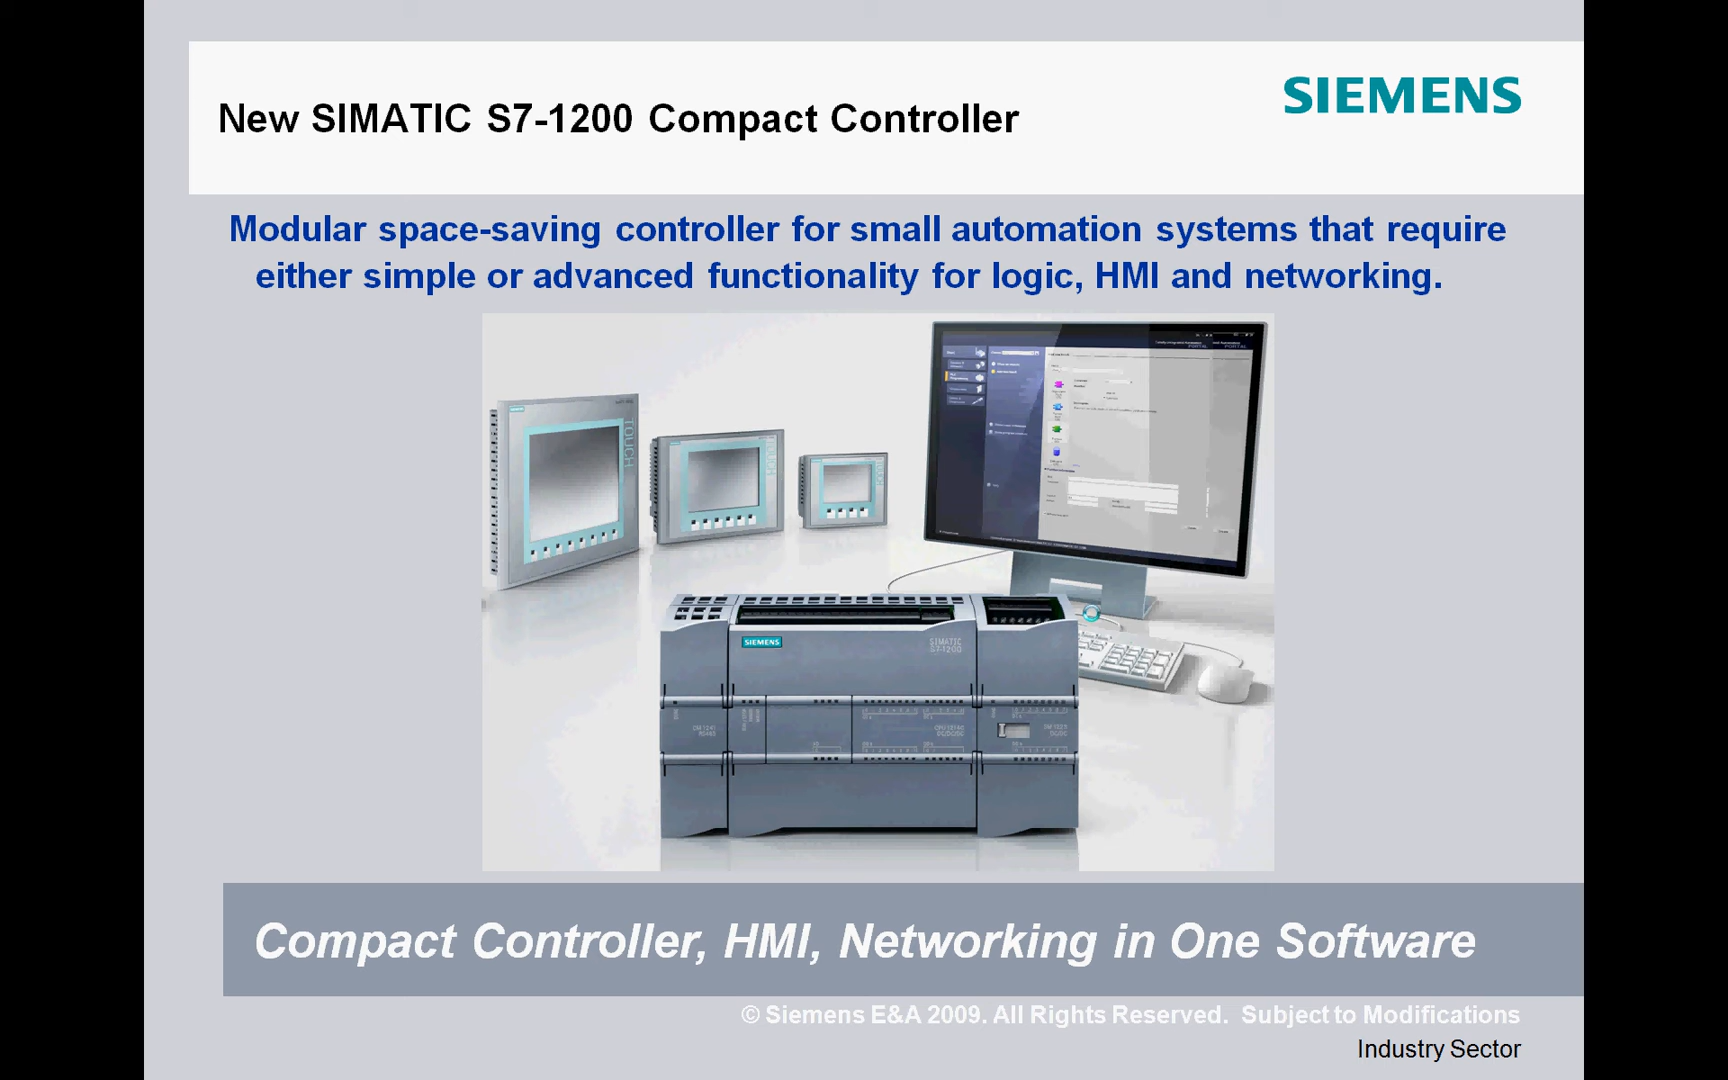 New SIMATIC S7-1200 Compact Controller
SIEMENS
Modular space-saving controller for small automation systems that require
either simple or advanced functionality for logic, HMI and networking.
TOUCH
SIEMENS
SIMATIC
S7-1200
Compact Controller, HMI, Networking in One Software
© Siemens E&A 2009. All Rights Reserved. Subject to Modifications
Industry Sector